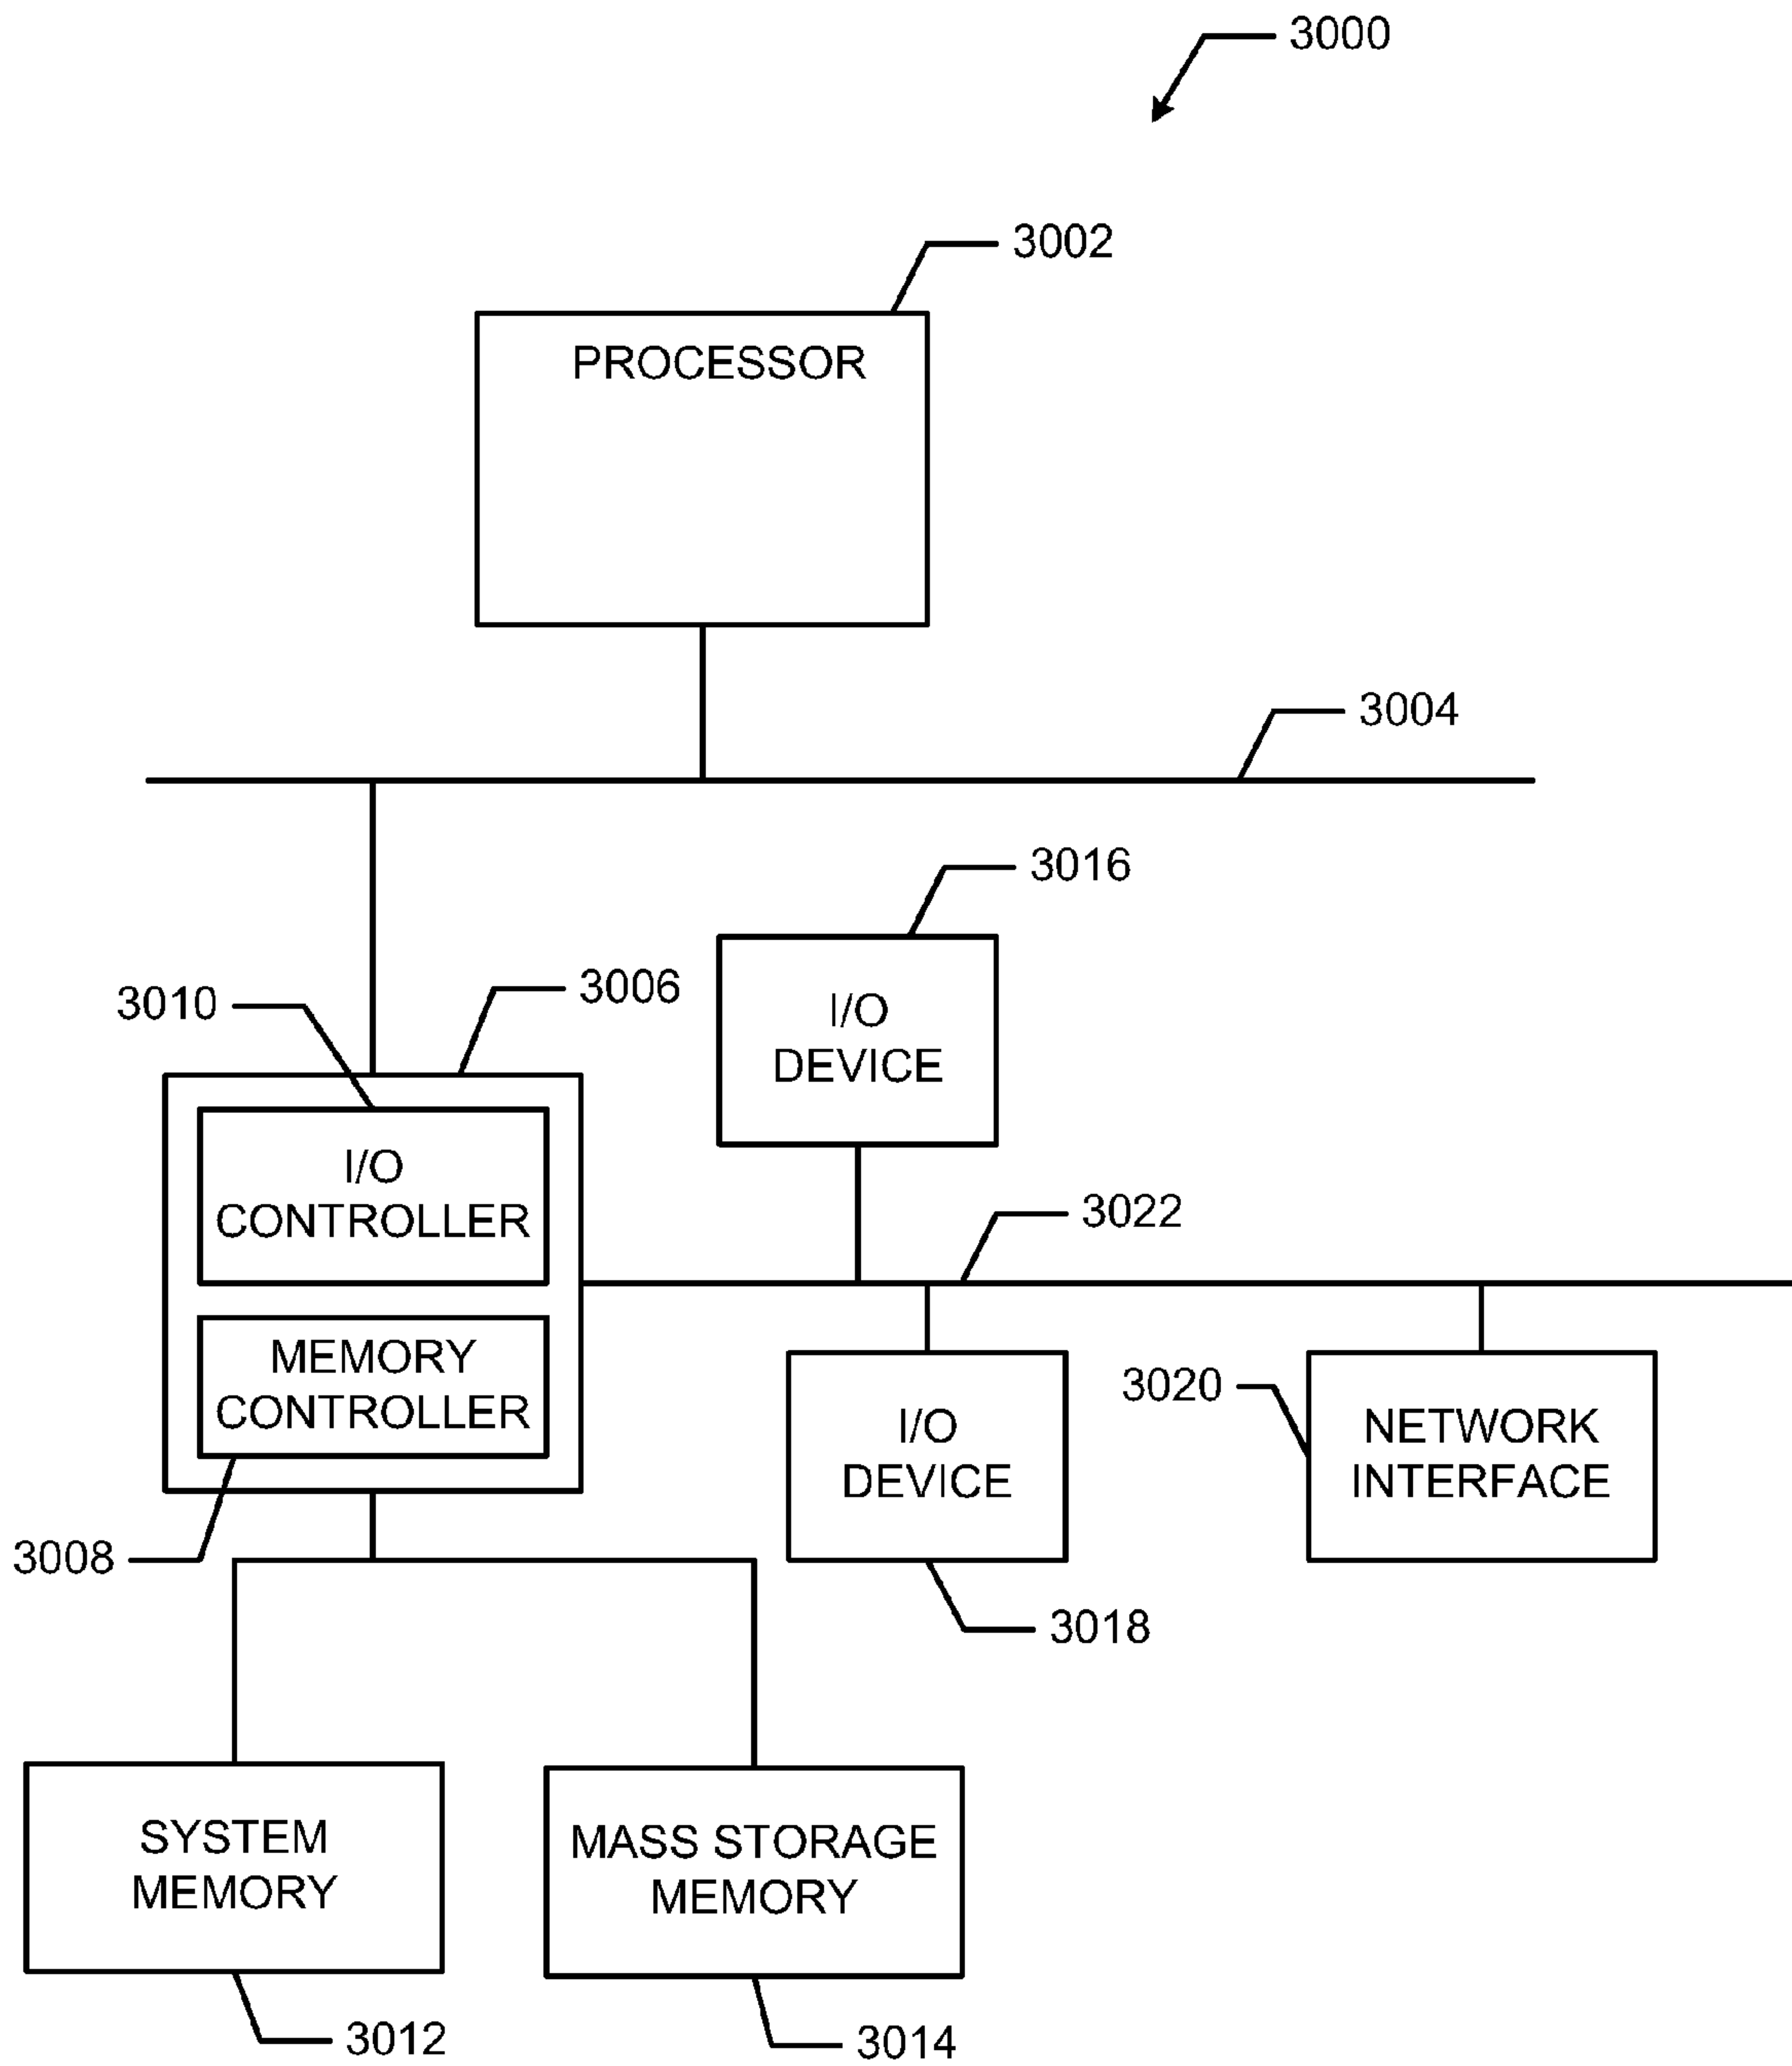 3000
3002
PROCESSOR
3004
3016
3010
3006
I/O
DEVICE
I/O
CONTROLLER
3022
MEMORY
CONTROLLER
3020
I/O
DEVICE
NETWORK
INTERFACE
3008
3018
SYSTEM
MEMORY
MASS STORAGE
MEMORY
3012
3014